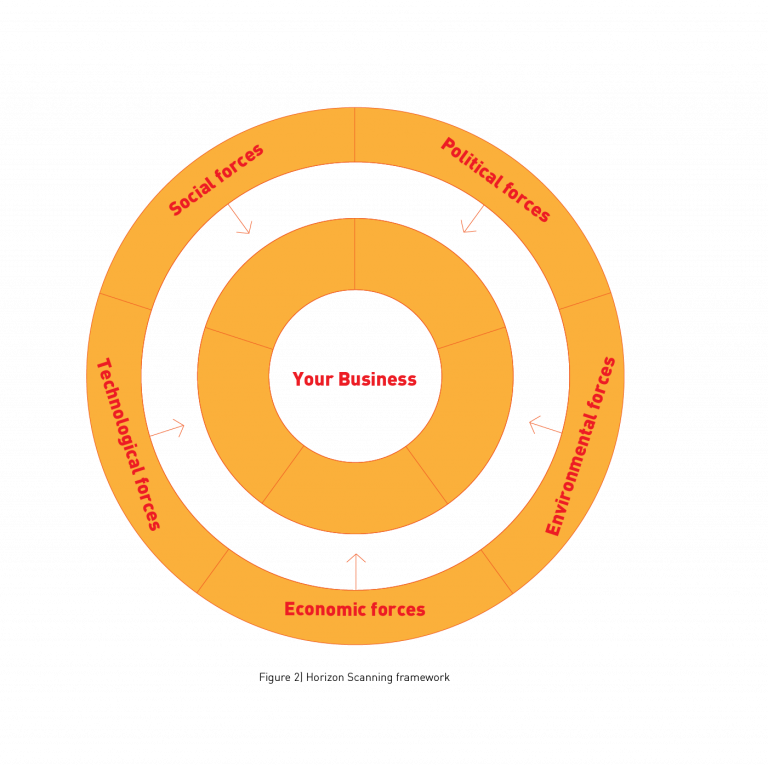 Social forces
Political forces
Technological forces
Your Business
Environmental forces
Economic forces
Figure 2| Horizon Scanning framework